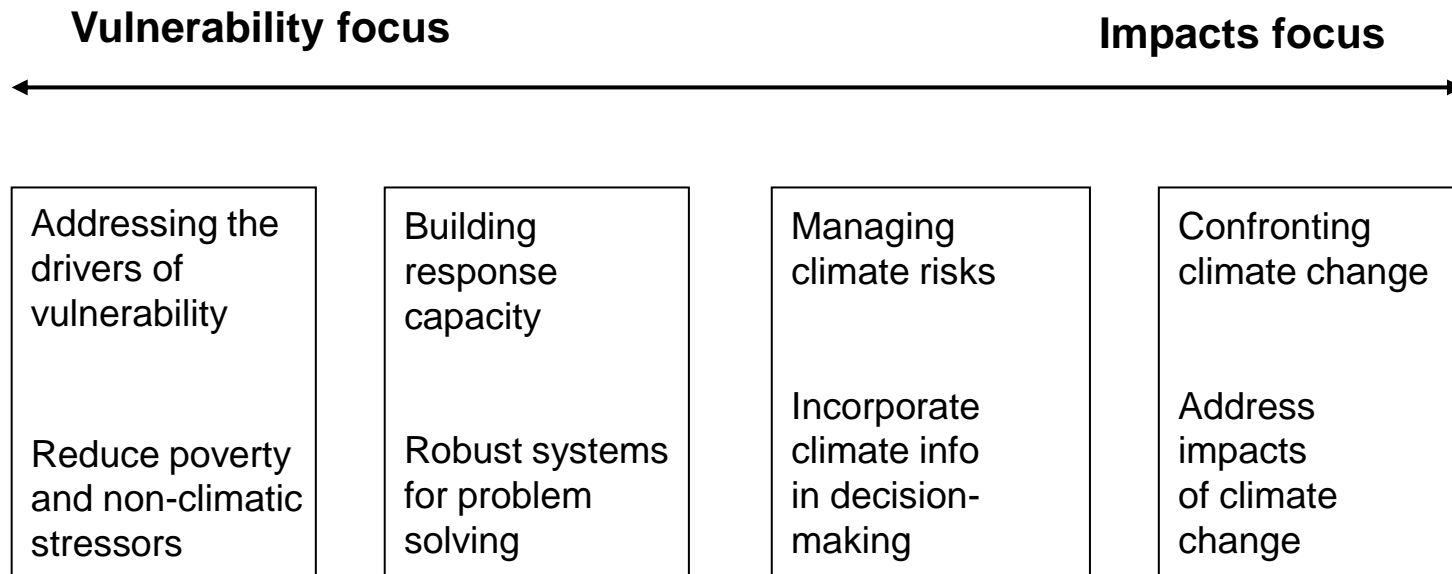 Vulnerability focus
Impacts focus
Addressing the
drivers of
vulnerability
Reduce poverty
and non-climatic
stressors
Building
response
capacity
Robust systems
for problem
solving
Managing
climate risks
Incorporate
climate info
in decision-
making
Confronting
climate change
Address
impacts
of climate
change